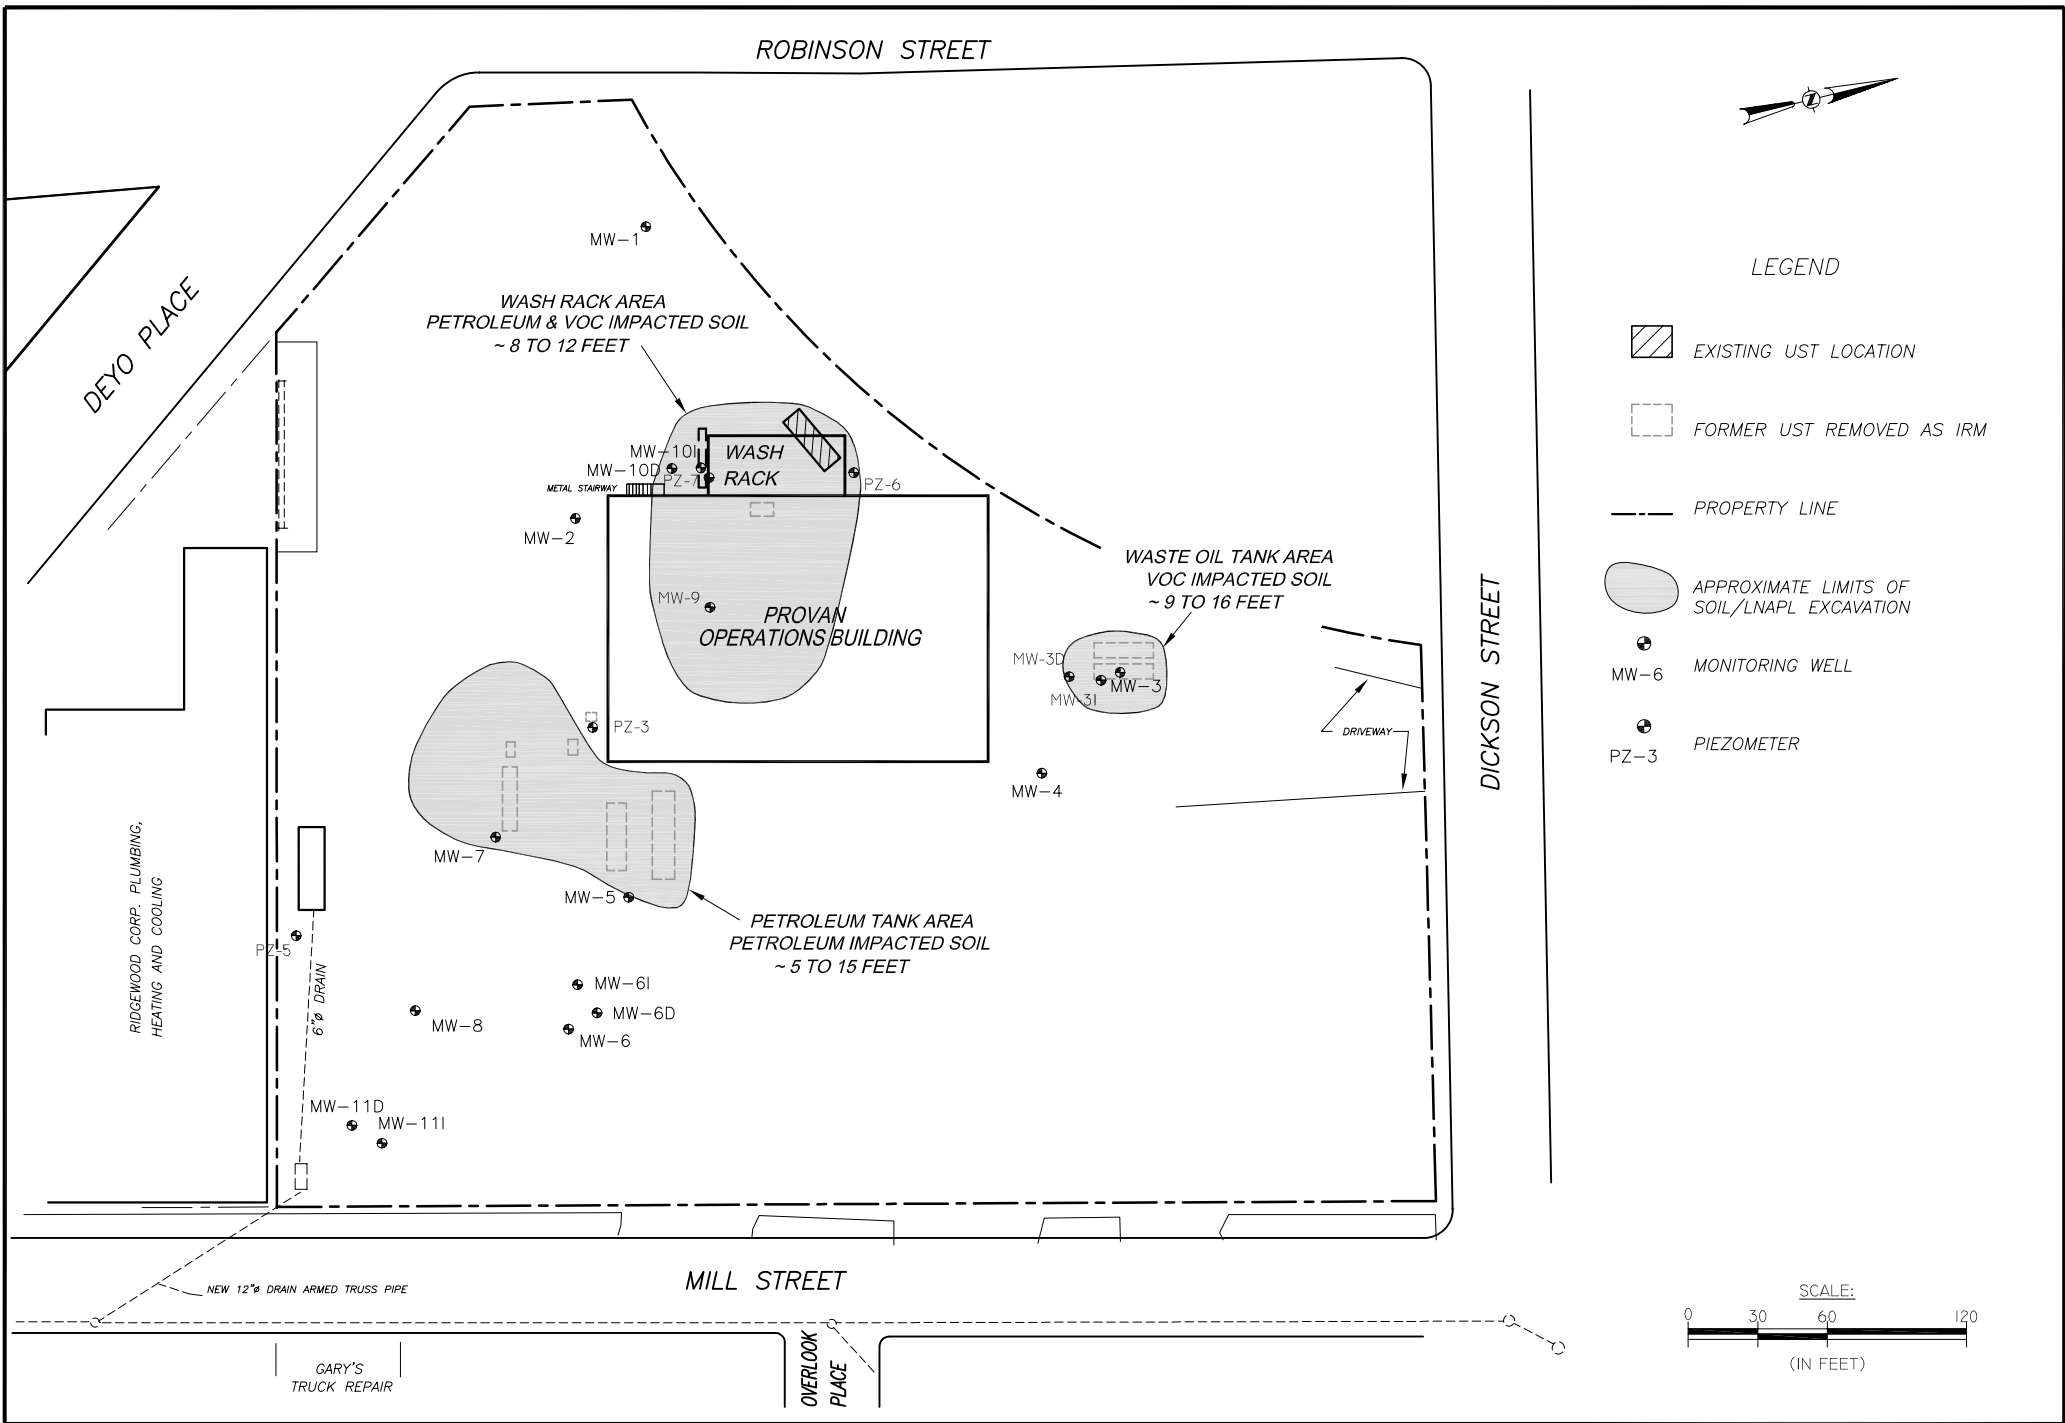 ROBINSON STREET
DEYO PLACE
MW-1
WASH RACK AREA
PETROLEUM & VOC IMPACTED SOIL
~ 8 TO 12 FEET
MW-10I
MW-10D
PZ-7
WASH
RACK
PZ-6
METAL STAIRWAY
MW-2
MW-9
PROVAN
OPERATIONS BUILDING
WASTE OIL TANK AREA
VOC IMPACTED SOIL
~ 9 TO 16 FEET
MW-3D
MW-3
MW-3I
PZ-3
DRIVEWAY
MW-4
DICKSON STREET
MW-7
MW-5
PETROLEUM TANK AREA
PETROLEUM IMPACTED SOIL
~ 5 TO 15 FEET
RIDGEWOOD CORP. PLUMBING,
HEATING AND COOLING
PZ-5
6"ø DRAIN
MW-6I
MW-6D
MW-6
MW-8
MW-11D
MW-11I
NEW 12"ø DRAIN ARMED TRUSS PIPE
MILL STREET
OVERLOOK
PLACE
GARY'S
TRUCK REPAIR
Z
LEGEND
EXISTING UST LOCATION
FORMER UST REMOVED AS IRM
PROPERTY LINE
APPROXIMATE LIMITS OF
SOIL/LNAPL EXCAVATION
MW-6
MONITORING WELL
PZ-3
PIEZOMETER
SCALE:
0 30 60 120
(IN FEET)